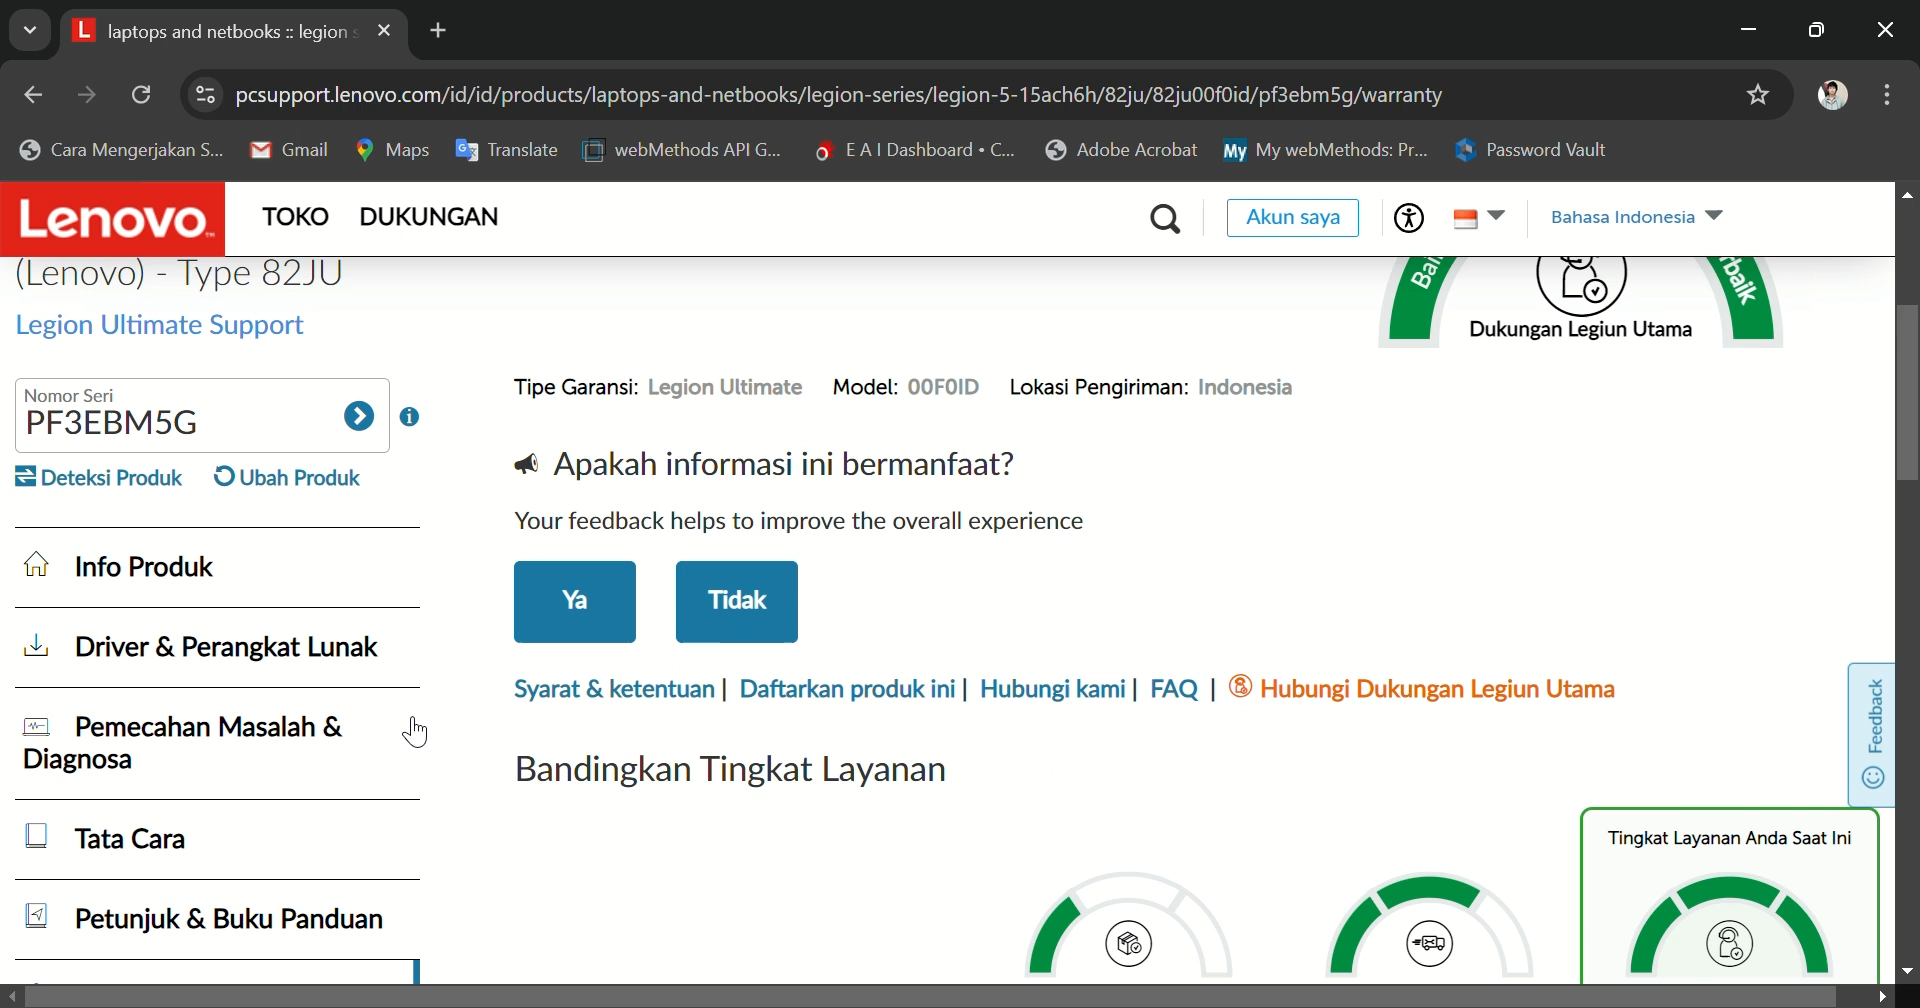 L laptops and netbooks :: legion s
pcsupport.lenovo.com/id/id/products/laptops-and-netbooks/legion-series/legion-5-15ach6h/82ju/82ju00f0id/pf3ebm5g/warranty
Cara Mengerjakan S... Gmail Maps Translate webMethods API G... E A I Dashboard • C... Adobe Acrobat My My webMethods: Pr... Password Vault
Lenovo™ TOKO DUKUNGAN Akun saya Bahasa Indonesia
(Lenovo) - Type 82JU
Legion Ultimate Support
Nomor Seri
PF3EBM5G
Deteksi Produk Ubah Produk
Info Produk
Driver & Perangkat Lunak
Pemecahan Masalah &
Diagnosa
Tata Cara
Petunjuk & Buku Panduan
Dukungan Legiun Utama
Tipe Garansi: Legion Ultimate Model: 00F0ID Lokasi Pengiriman: Indonesia
Apakah informasi ini bermanfaat?
Your feedback helps to improve the overall experience
Ya Tidak
Syarat & ketentuan | Daftarkan produk ini | Hubungi kami | FAQ | Hubungi Dukungan Legiun Utama
Feedback
Bandingkan Tingkat Layanan
Tingkat Layanan Anda Saat Ini